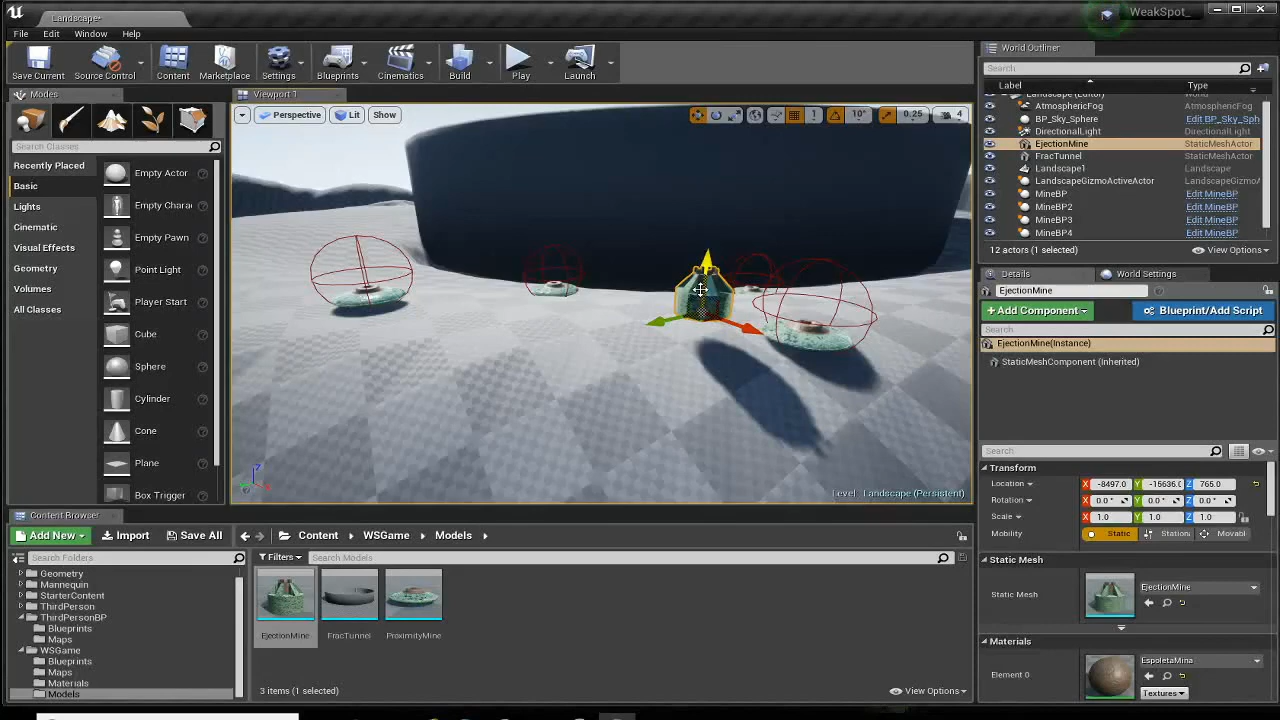 Landscape*
WeakSpot_
File Edit Window Help
Save Current Source Control Content Marketplace Settings Blueprints Cinematics Build Play Launch
Modes
Search Classes
Recently Placed
Basic
Lights
Cinematic
Visual Effects
Geometry
Volumes
All Classes
Empty Actor
Empty Chara
Empty Pawn
Point Light
Player Start
Cube
Sphere
Cylinder
Cone
Plane
Box Trigger
Viewport 1
Perspective Lit Show
10° 0.25 4
Level Landscape (Persistent)
World Outliner
Search
Label Type
Landscape (Editor) World
AtmosphericFog AtmosphericFog
BP_Sky_Sphere Edit BP_Sky_Sph
DirectionalLight DirectionalLight
EjectionMine StaticMeshActor
FracTunnel StaticMeshActor
Landscape1 Landscape
LandscapeGizmoActiveActor LandscapeGizmoA
MineBP Edit MineBP
MineBP2 Edit MineBP
MineBP3 Edit MineBP
MineBP4 Edit MineBP
12 actors (1 selected) View Options
Details World Settings
EjectionMine
+ Add Component Blueprint/Add Script
Search
EjectionMine(Instance)
StaticMeshComponent (Inherited)
Search
Transform
Location X -8497.0 Y -15636.0 Z 765.0
Rotation X 0.0° Y 0.0° Z 0.0°
Scale X 1.0 Y 1.0 Z 1.0
Mobility Static Station Movabl
Static Mesh
Static Mesh EjectionMine
Materials
Element 0 EspoletaMina
Textures
Content Browser
Add New Import Save All Content WSGame Models
Search Folders
Filters Search Models
Geometry
Mannequin
StarterContent
ThirdPerson
ThirdPersonBP
Blueprints
Maps
WSGame
Blueprints
Maps
Materials
Models
EjectionMine FracTunnel ProximityMine
3 items (1 selected) View Options